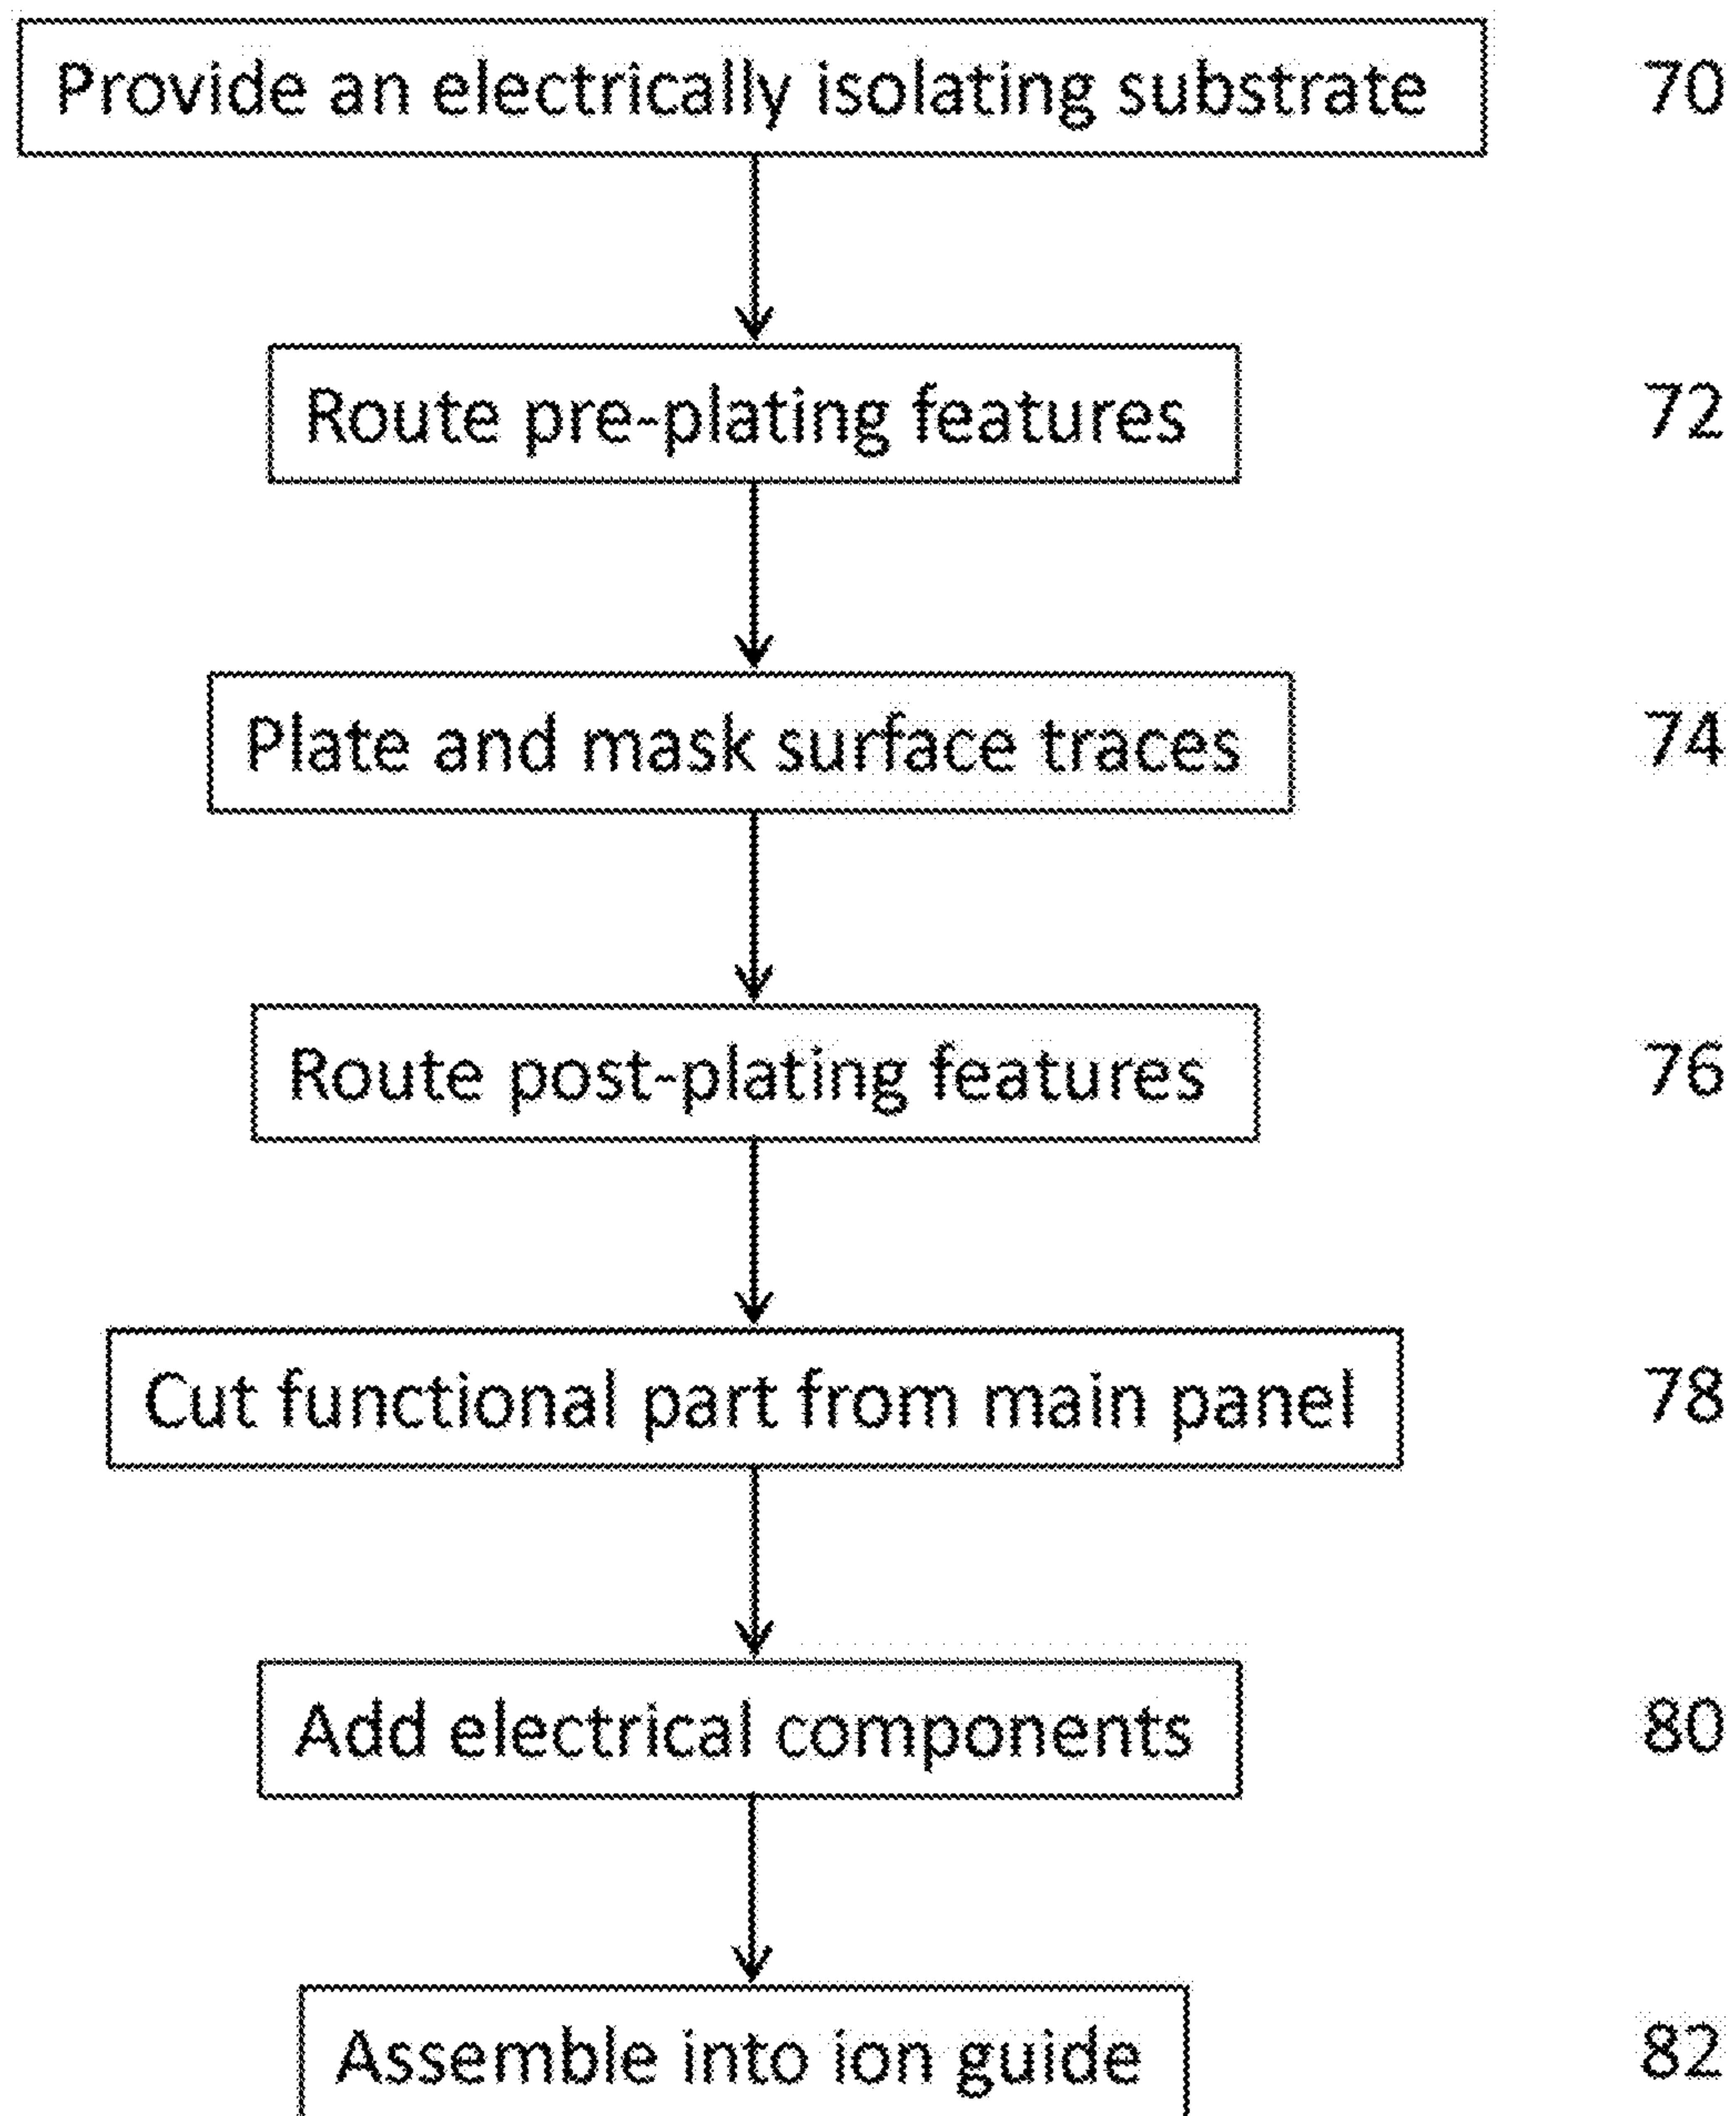 Provide an electrically isolating substrate 70
Route pre-plating features 72
Plate and mask surface traces 74
Route post-plating features 76
Cut functional part from main panel 78
Add electrical components 80
Assemble into ion guide 82